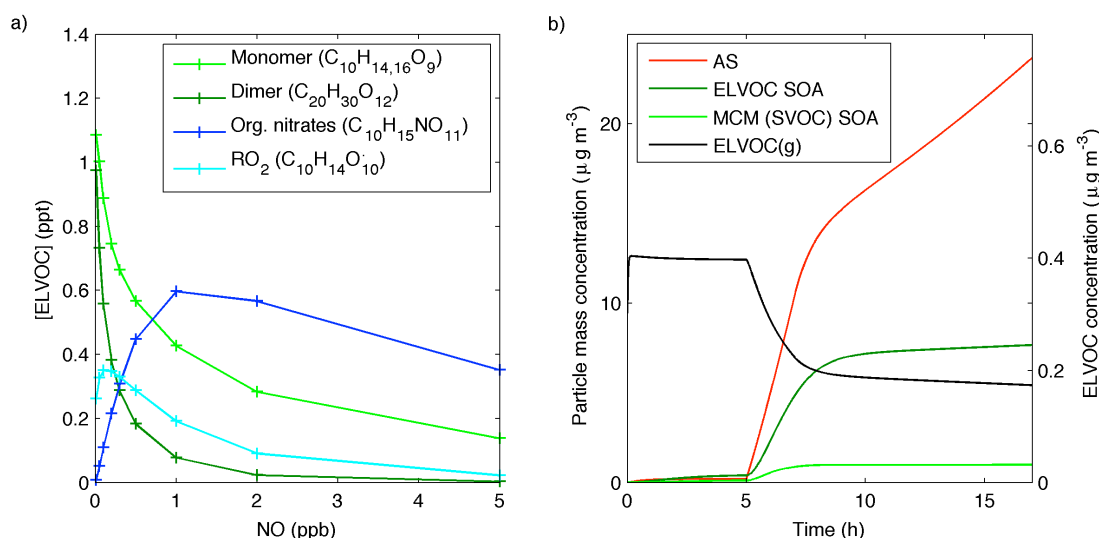 a)
1.4
1.2
1
0.8
0.6
0.4
0.2
0
[ELVOC] (ppt)
Monomer (C10H14,16O9)
Dimer (C20H30O12)
Org. nitrates (C10H15NO11)
RO2 (C10H14O·10)
0 1 2 3 4 5
NO (ppb)
b)
20
10
0
Particle mass concentration (μg m-3)
AS
ELVOC SOA
MCM (SVOC) SOA
ELVOC(g)
0.6
0.4
0.2
0
ELVOC concentration (μg m-3)
0 5 10 15
Time (h)